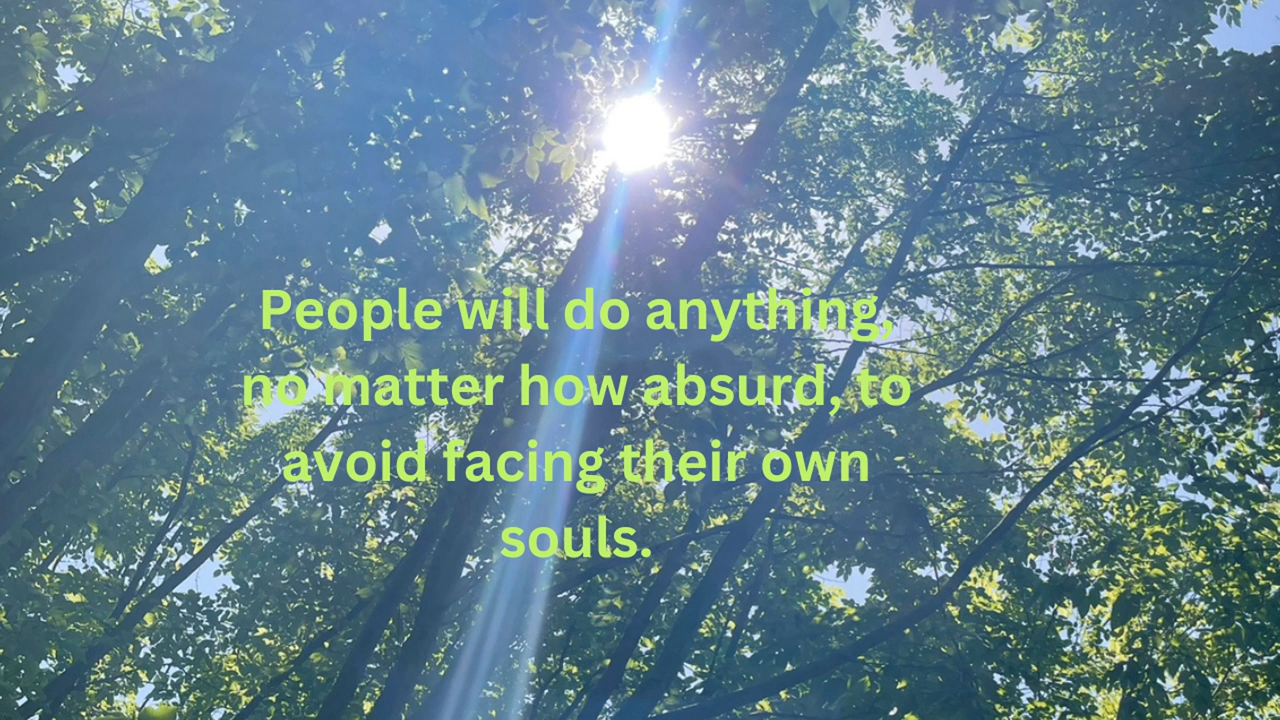 People will do anything,
no matter how absurd, to
avoid facing their own
souls.